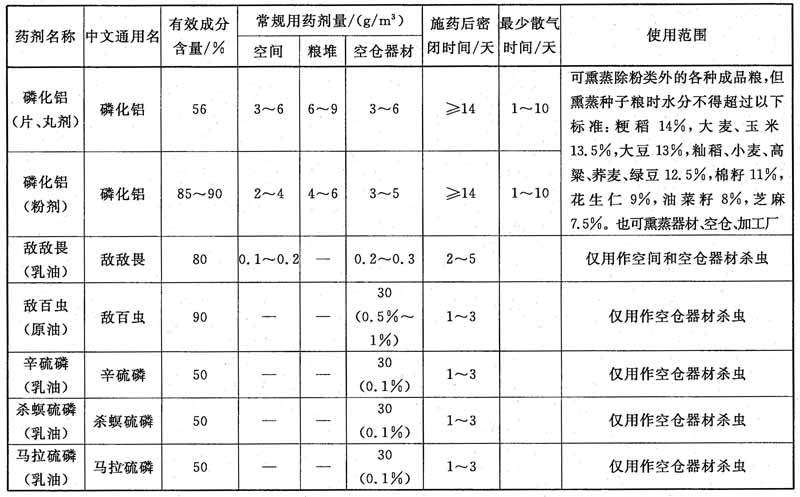 药剂名称 中文通用名 有效成分含量/% 常规用药剂量/(g/m³) 施药后密闭时间/天 最少散气时间/天 使用范围
空间 粮堆 空仓器材
磷化铝(片、丸剂) 磷化铝 56 3～6 6～9 3～6 ≥14 1～10
磷化铝(粉剂) 磷化铝 85～90 2～4 4～6 3～5 ≥14 1～10
可熏蒸除粉类外的各种成品粮,但
熏蒸种子粮时水分不得超过以下
标准:粳稻 14%,大麦、玉米
13.5%,大豆 13%,籼稻、小麦、高
粱、荞麦、绿豆 12.5%,棉籽 11%,
花生仁 9%,油菜籽 8%,芝麻
7.5%。也可熏蒸器材、空仓、加工厂
敌敌畏(乳油) 敌敌畏 80 0.1～0.2 — 0.2～0.3 2～5 仅用作空间和空仓器材杀虫
敌百虫(原油) 敌百虫 90 — — 30(0.5%～1%) 1～3 仅用作空仓器材杀虫
辛硫磷(乳油) 辛硫磷 50 — — 30(0.1%) 1～3 仅用作空仓器材杀虫
杀螟硫磷(乳油) 杀螟硫磷 50 — — 30(0.1%) 1～3 仅用作空仓器材杀虫
马拉硫磷(乳油) 马拉硫磷 50 — — 30(0.1%) 1～3 仅用作空仓器材杀虫